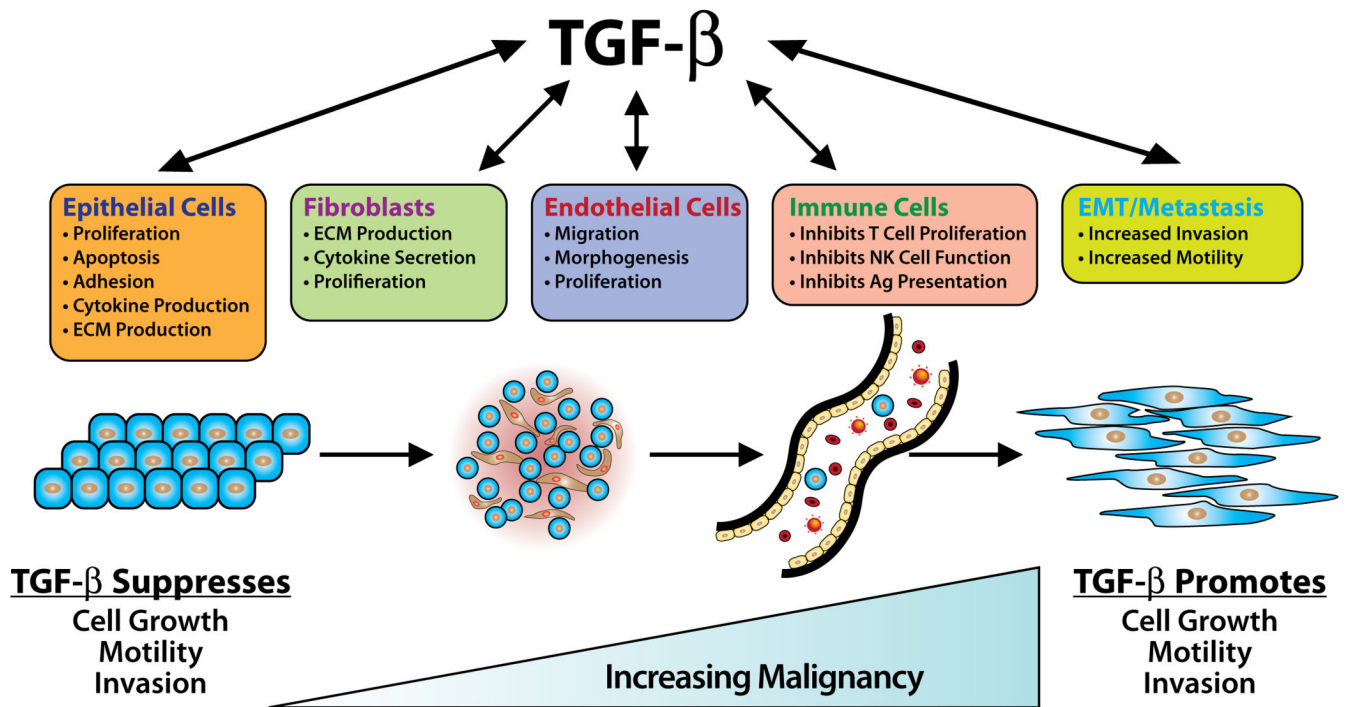 TGF-β
Epithelial Cells
• Proliferation
• Apoptosis
• Adhesion
• Cytokine Production
• ECM Production
Fibroblasts
• ECM Production
• Cytokine Secretion
• Prolifieration
Endothelial Cells
• Migration
• Morphogenesis
• Proliferation
Immune Cells
• Inhibits T Cell Proliferation
• Inhibits NK Cell Function
• Inhibits Ag Presentation
EMT/Metastasis
• Increased Invasion
• Increased Motility
TGF-β Suppresses
Cell Growth
Motility
Invasion
Increasing Malignancy
TGF-β Promotes
Cell Growth
Motility
Invasion